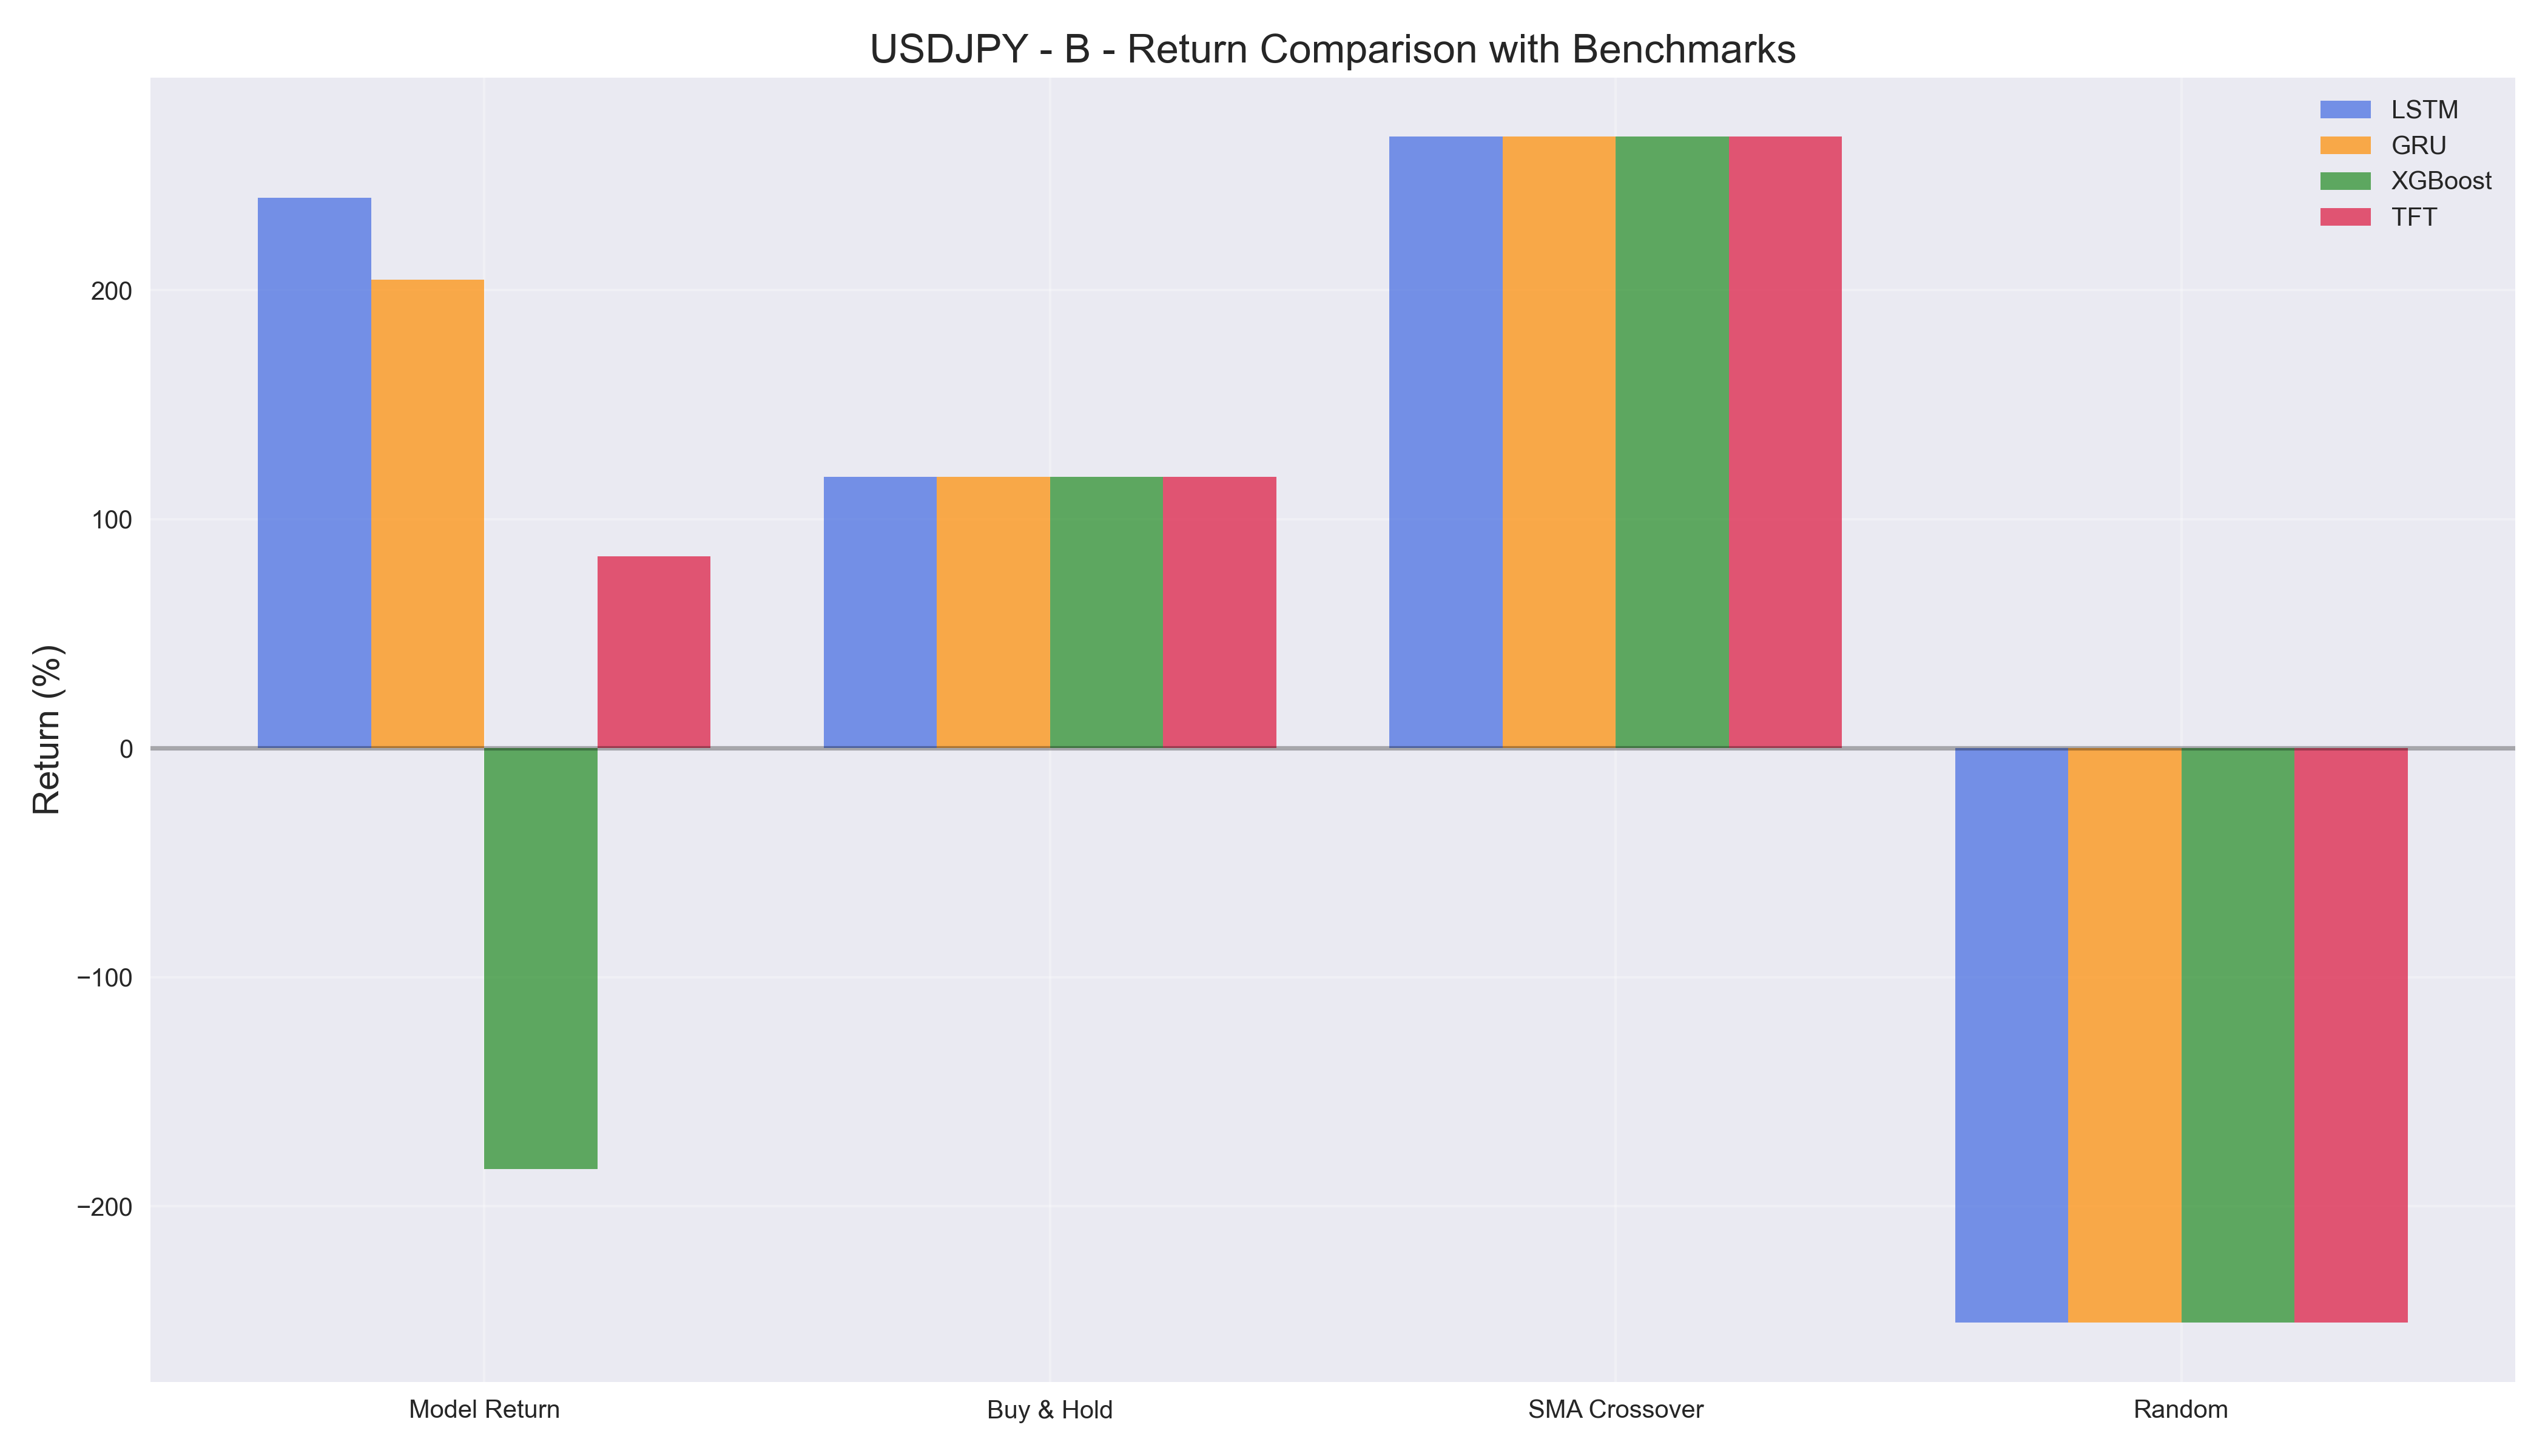 USDJPY - B - Return Comparison with Benchmarks
LSTM
GRU
XGBoost
TFT
Return (%)
200
100
0
−100
−200
Model Return
Buy & Hold
SMA Crossover
Random